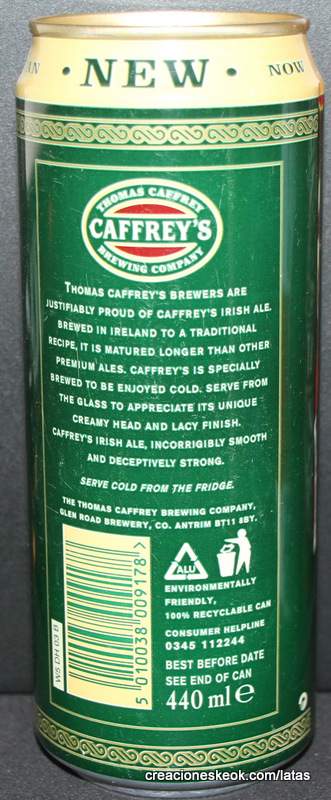 AN • NEW • NOW
THOMAS CAFFREY
CAFFREY'S
BREWING COMPANY
THOMAS CAFFREY'S BREWERS ARE
JUSTIFIABLY PROUD OF CAFFREY'S IRISH ALE.
BREWED IN IRELAND TO A TRADITIONAL
RECIPE, IT IS MATURED LONGER THAN OTHER
PREMIUM ALES. CAFFREY'S IS SPECIALLY
BREWED TO BE ENJOYED COLD. SERVE FROM
THE GLASS TO APPRECIATE ITS UNIQUE
CREAMY HEAD AND LACY FINISH.
CAFFREY'S IRISH ALE, INCORRIGIBLY SMOOTH
AND DECEPTIVELY STRONG.
SERVE COLD FROM THE FRIDGE.
THE THOMAS CAFFREY BREWING COMPANY,
GLEN ROAD BREWERY, CO. ANTRIM BT11 8BY.
5 010038 009178 >
ALU
ENVIRONMENTALLY
FRIENDLY,
100% RECYCLABLE CAN
CONSUMER HELPLINE
0345 112244
BEST BEFORE DATE
SEE END OF CAN
440 ml e
creacioneskeok.com/latas